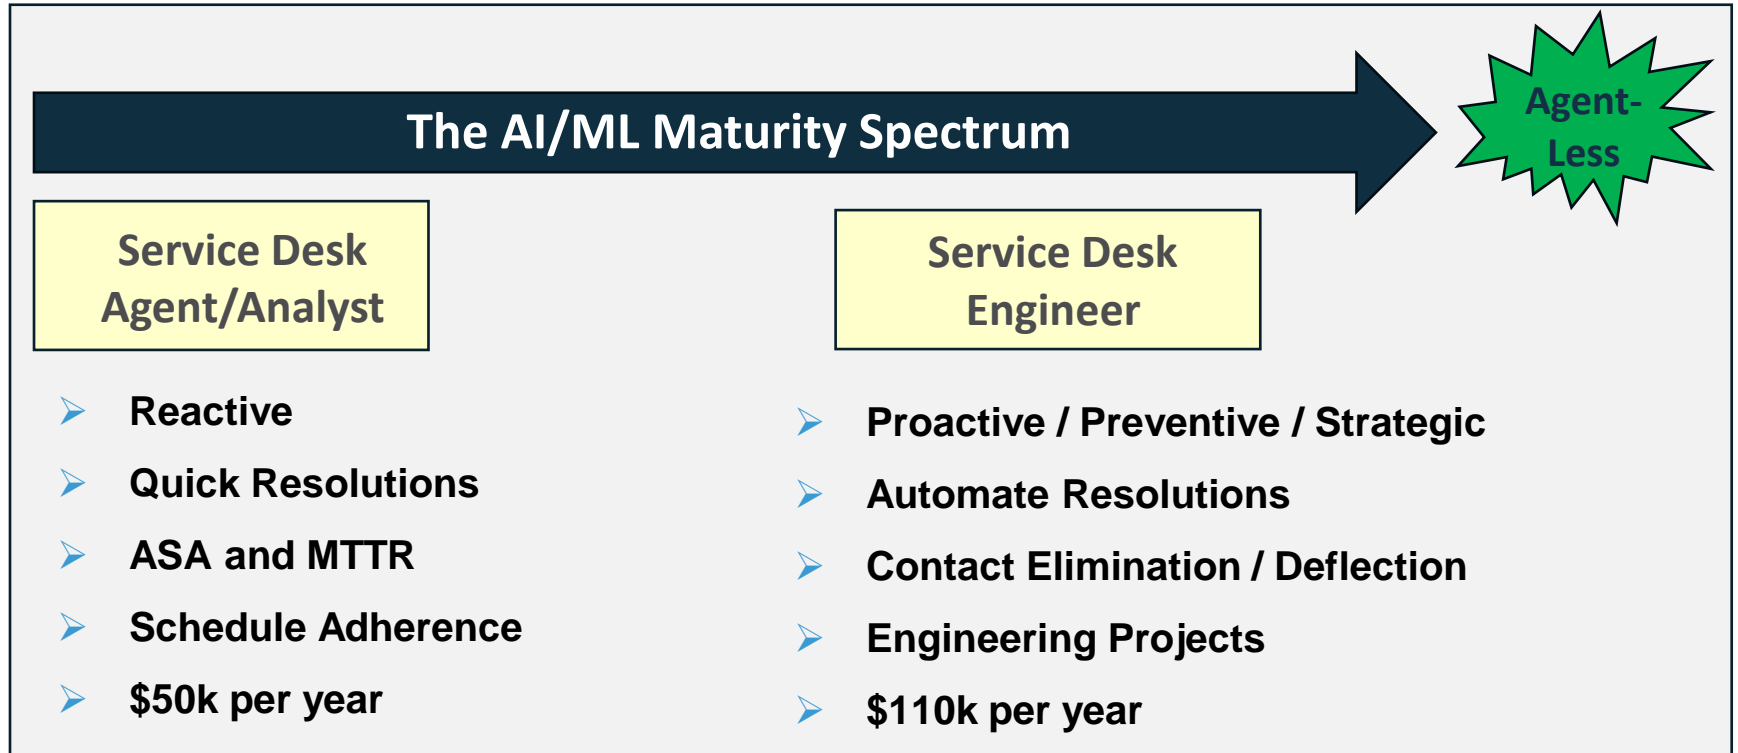 The AI/ML Maturity Spectrum
Agent-
Less
Service Desk
Agent/Analyst
Reactive
Quick Resolutions
ASA and MTTR
Schedule Adherence
$50k per year
Service Desk
Engineer
Proactive / Preventive / Strategic
Automate Resolutions
Contact Elimination / Deflection
Engineering Projects
$110k per year